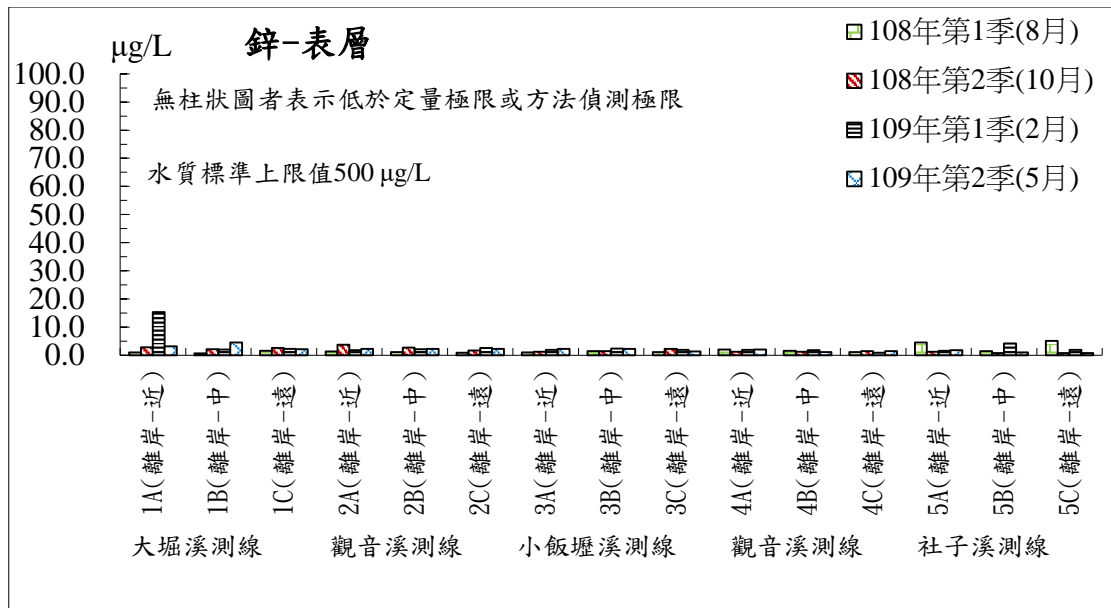 μg/L 鋅-表層
無柱狀圖者表示低於定量極限或方法偵測極限
水質標準上限值500 μg/L
108年第1季(8月)
108年第2季(10月)
109年第1季(2月)
109年第2季(5月)
100.0
90.0
80.0
70.0
60.0
50.0
40.0
30.0
20.0
10.0
0.0
1A(離岸-近)
1B(離岸-中)
1C(離岸-遠)
2A(離岸-近)
2B(離岸-中)
2C(離岸-遠)
3A(離岸-近)
3B(離岸-中)
3C(離岸-遠)
4A(離岸-近)
4B(離岸-中)
4C(離岸-遠)
5A(離岸-近)
5B(離岸-中)
5C(離岸-遠)
大堀溪測線 觀音溪測線 小飯壢溪測線 觀音溪測線 社子溪測線